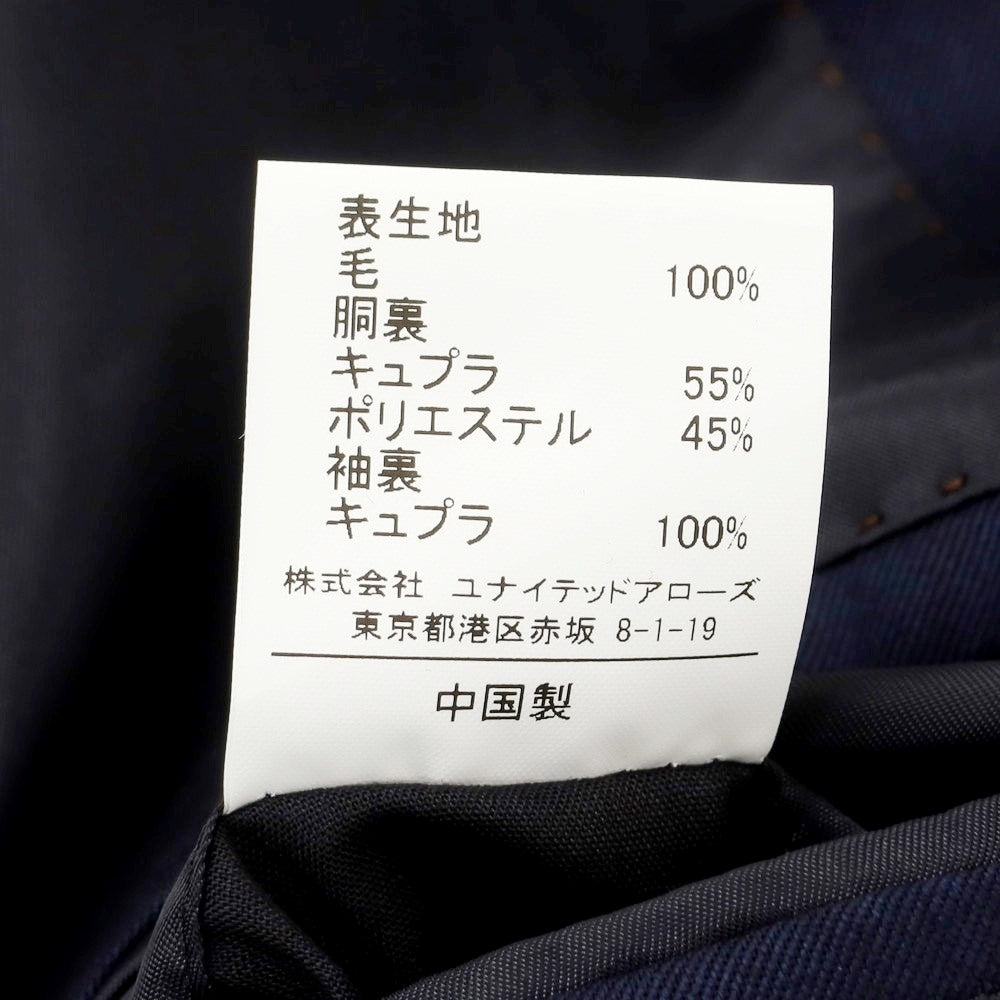 表生地
毛 100%
胴裏
キュプラ 55%
ポリエステル 45%
袖裏
キュプラ 100%
株式会社 ユナイテッドアローズ
東京都港区赤坂 8-1-19
中国製